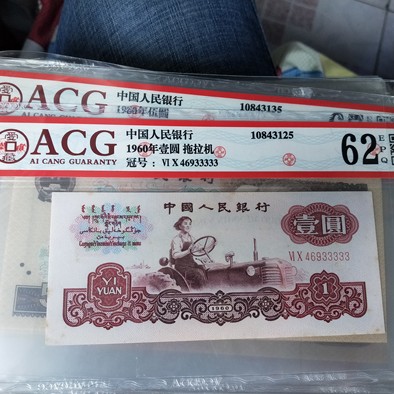 ACG
中国人民银行
1960年伍圆
10843135
ACG
AI CANG GUARANTY
中国人民银行
1960年壹圆 拖拉机
冠号：VI X 46933333
10843125
62
EPQ
中国人民银行
壹圆
VI X 46933333
YI
YUAN
1960
1